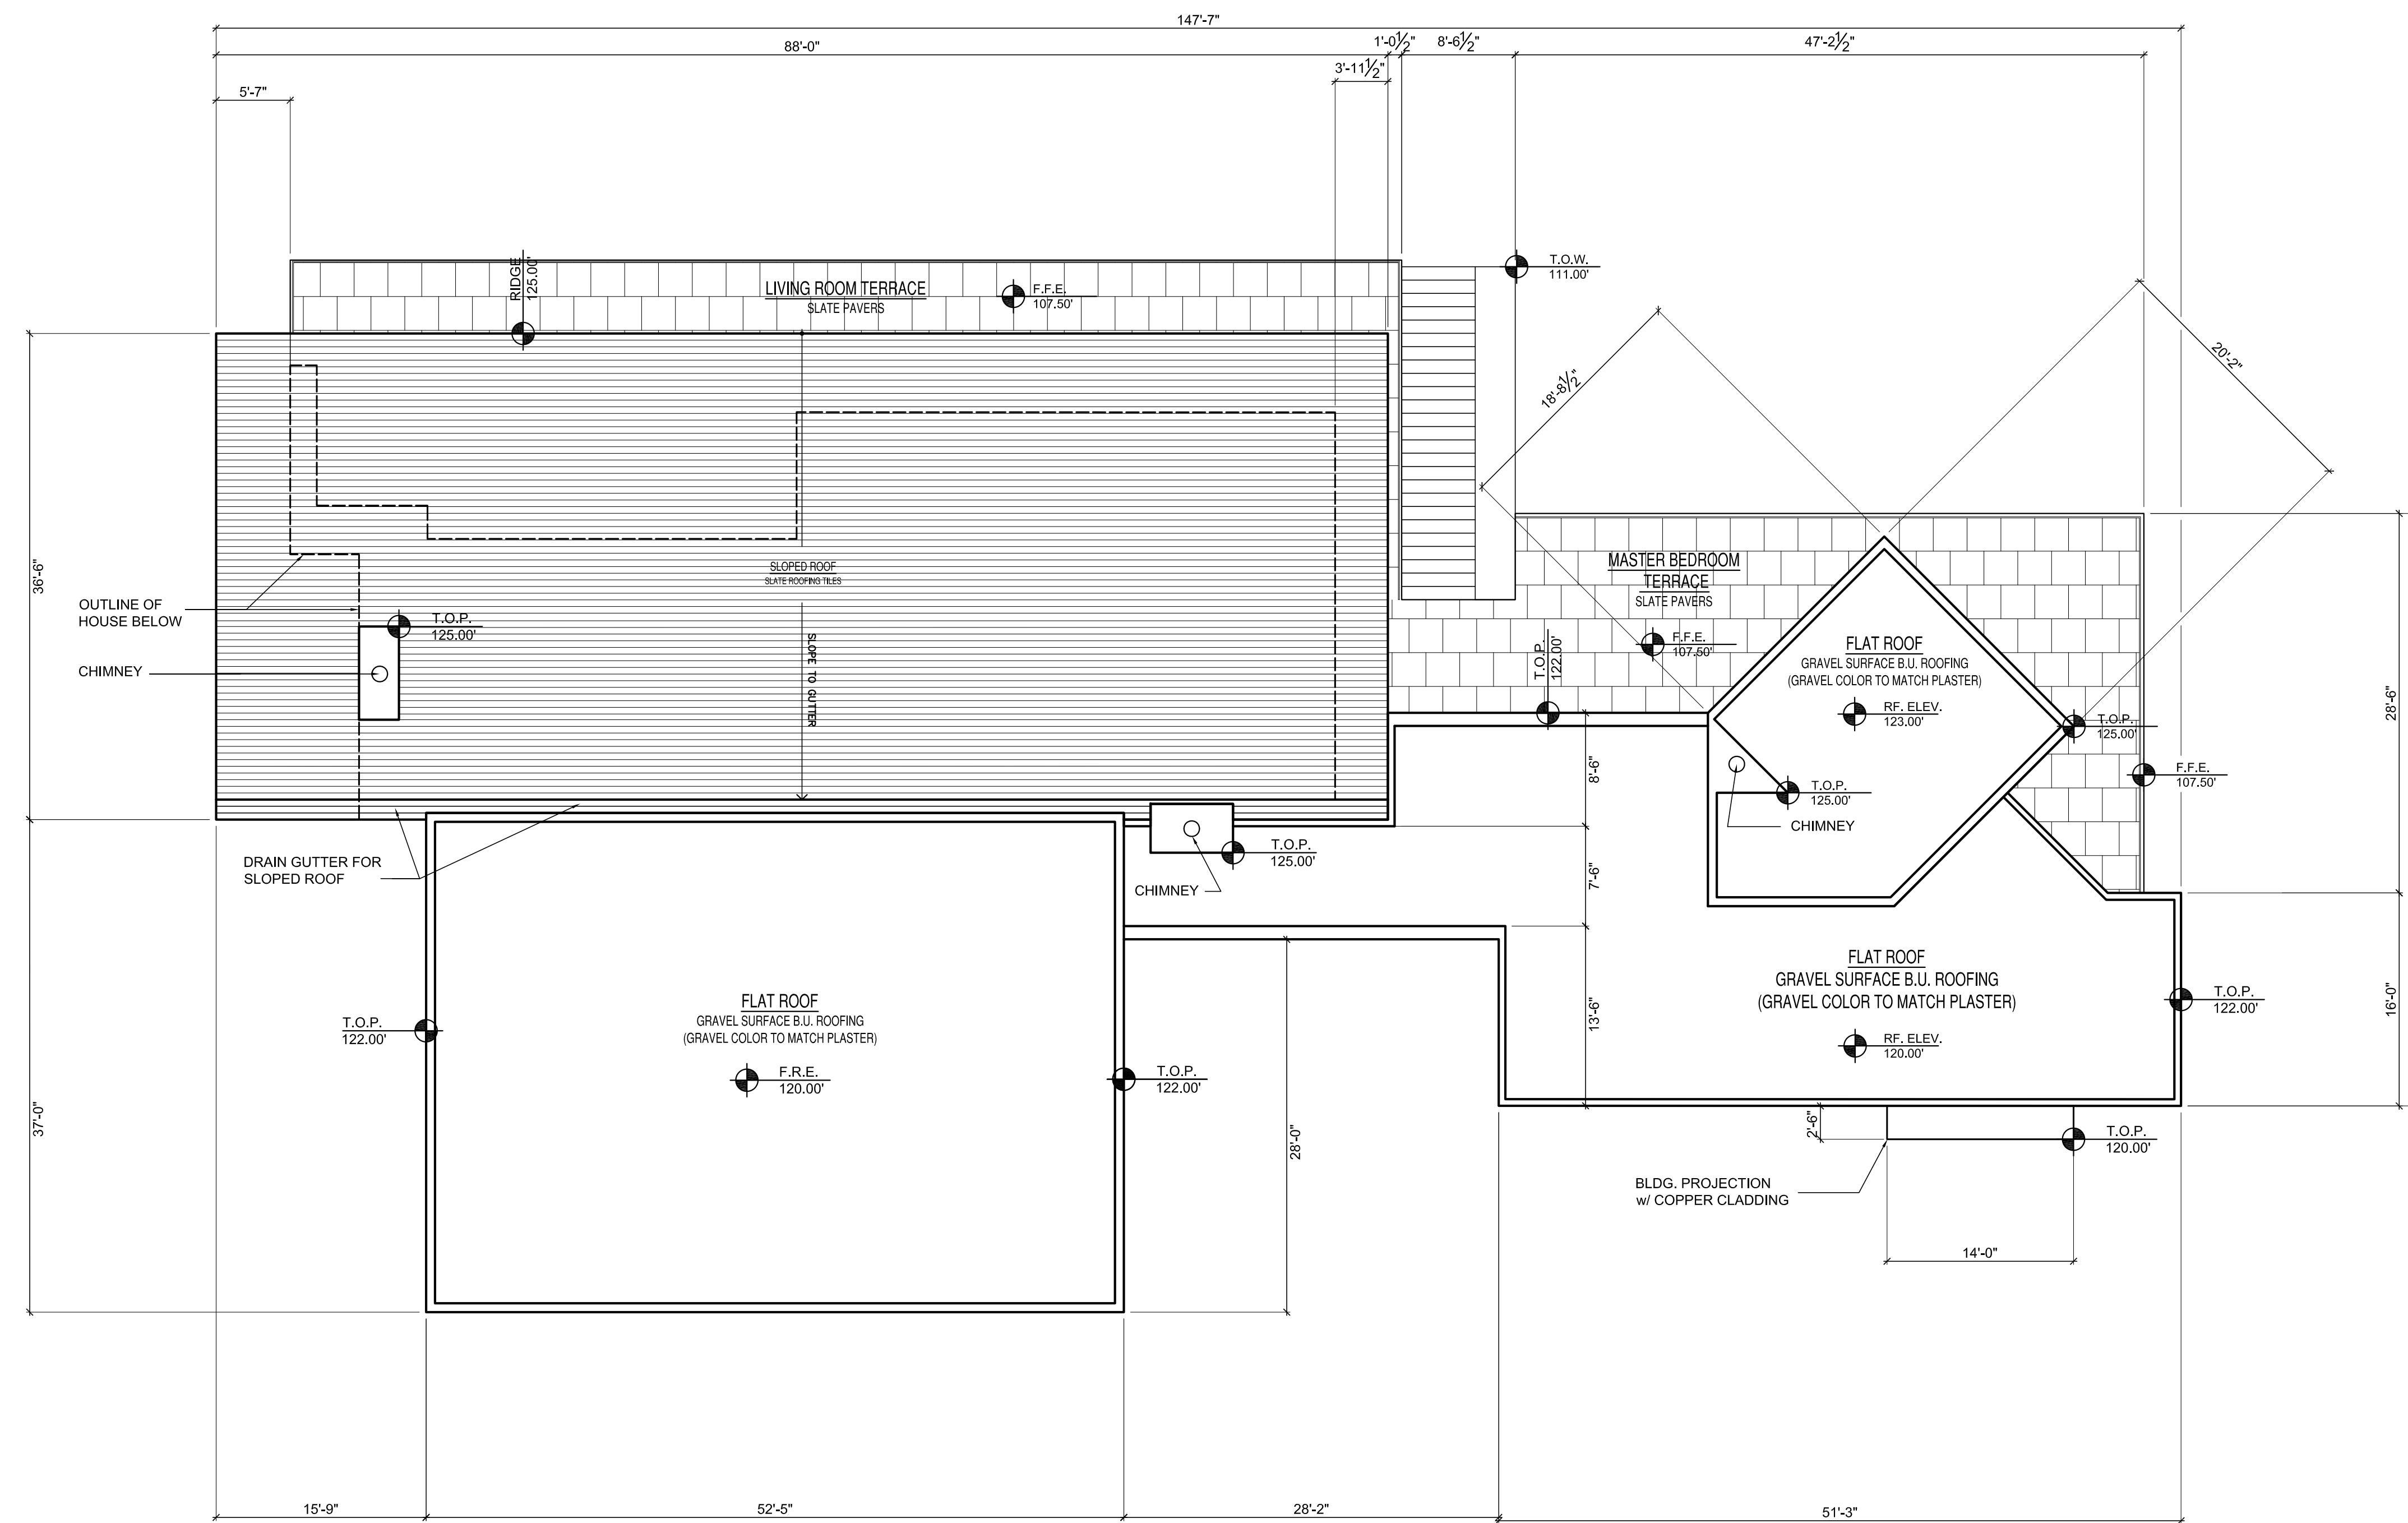 147'-7"
88'-0"
1'-0½"
8'-6½"
47'-2½"
3'-11½"
5'-7"
RIDGE
125.00'
LIVING ROOM TERRACE
SLATE PAVERS
F.F.E.
107.50'
T.O.W.
111.00'
18'-8½"
20'-2"
36'-6"
OUTLINE OF
HOUSE BELOW
CHIMNEY
T.O.P.
125.00'
SLOPED ROOF
SLATE ROOFING TILES
SLOPE TO GUTTER
MASTER BEDROOM
TERRACE
SLATE PAVERS
F.F.E.
107.50'
T.O.P.
122.00'
FLAT ROOF
GRAVEL SURFACE B.U. ROOFING
(GRAVEL COLOR TO MATCH PLASTER)
RF. ELEV.
123.00'
T.O.P.
125.00'
28'-6"
F.F.E.
107.50'
8'-6"
T.O.P.
125.00'
CHIMNEY
DRAIN GUTTER FOR
SLOPED ROOF
T.O.P.
125.00'
CHIMNEY
7'-6"
FLAT ROOF
GRAVEL SURFACE B.U. ROOFING
(GRAVEL COLOR TO MATCH PLASTER)
F.R.E.
120.00'
T.O.P.
122.00'
T.O.P.
122.00'
13'-6"
FLAT ROOF
GRAVEL SURFACE B.U. ROOFING
(GRAVEL COLOR TO MATCH PLASTER)
RF. ELEV.
120.00'
T.O.P.
122.00'
16'-0"
37'-0"
28'-0"
2'-6"
T.O.P.
120.00'
BLDG. PROJECTION
w/ COPPER CLADDING
14'-0"
15'-9"
52'-5"
28'-2"
51'-3"